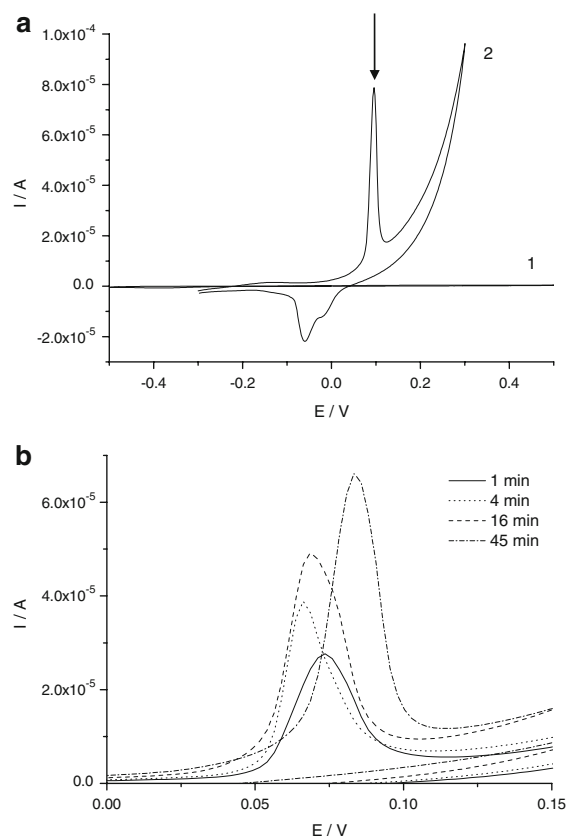 a
1.0x10⁻⁴
8.0x10⁻⁵
6.0x10⁻⁵
4.0x10⁻⁵
2.0x10⁻⁵
0.0
-2.0x10⁻⁵
I / A
2
1
-0.4 -0.2 0.0 0.2 0.4
E / V
b
1 min
4 min
16 min
45 min
6.0x10⁻⁵
4.0x10⁻⁵
2.0x10⁻⁵
0.0
I / A
0.00 0.05 0.10 0.15
E / V